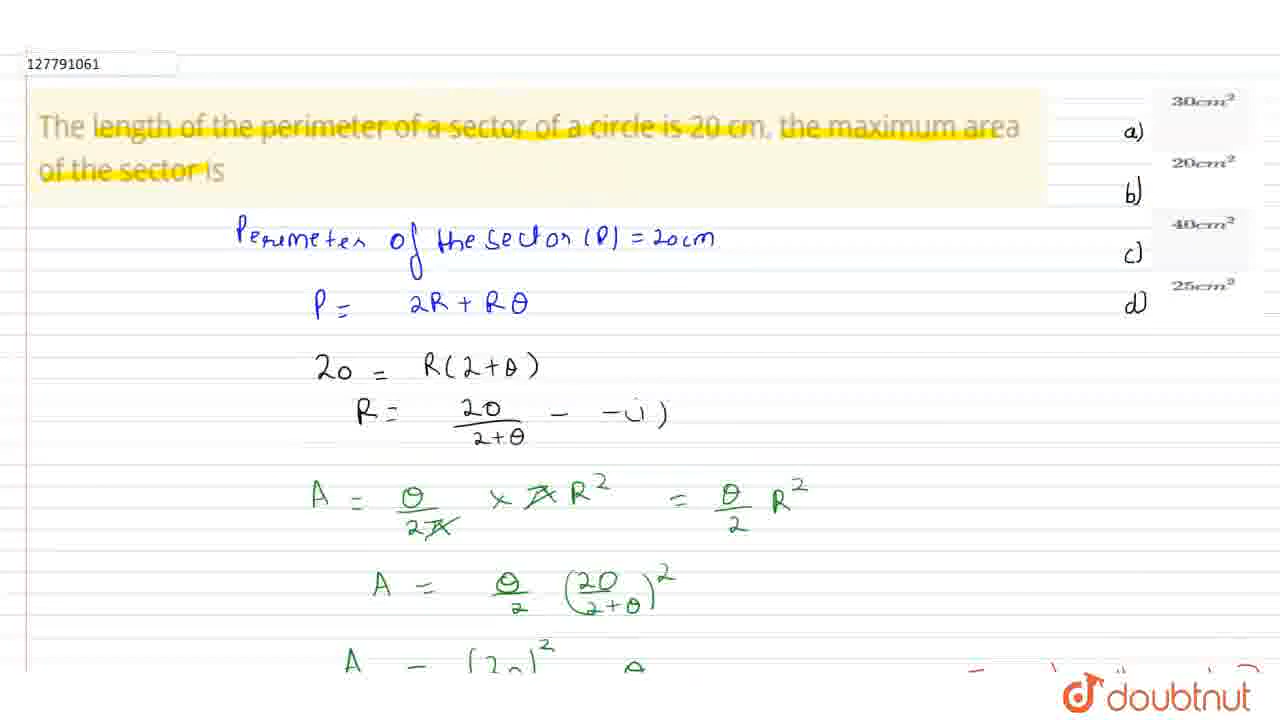 127791061
The length of the perimeter of a sector of a circle is 20 cm, the maximum area
of the sector is
a) 30cm²
b) 20cm²
c) 40cm²
d) 25cm²
Perimeter of the sector (P) = 20cm
P = 2R + Rθ
20 = R(2+θ)
R = 20/(2+θ) - -(i)
A = θ/2π × πR² = θ/2 R²
A = θ/2 (20/(2+θ))²
A = (20)² θ
doubtnut